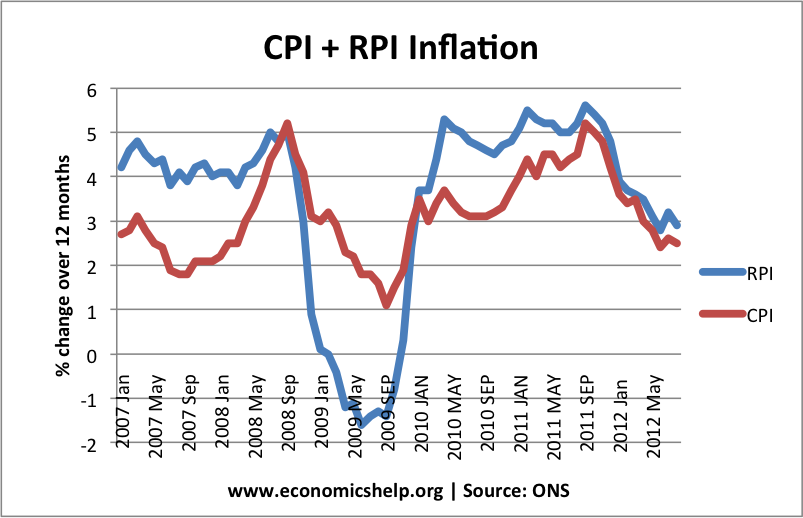 CPI + RPI Inflation
% change over 12 months
6
5
4
3
2
1
0
-1
-2
2007 Jan
2007 May
2007 Sep
2008 Jan
2008 May
2008 Sep
2009 Jan
2009 May
2009 SEP
2010 JAN
2010 MAY
2010 SEP
2011 JAN
2011 MAY
2011 SEP
2012 Jan
2012 May
RPI
CPI
www.economicshelp.org | Source: ONS